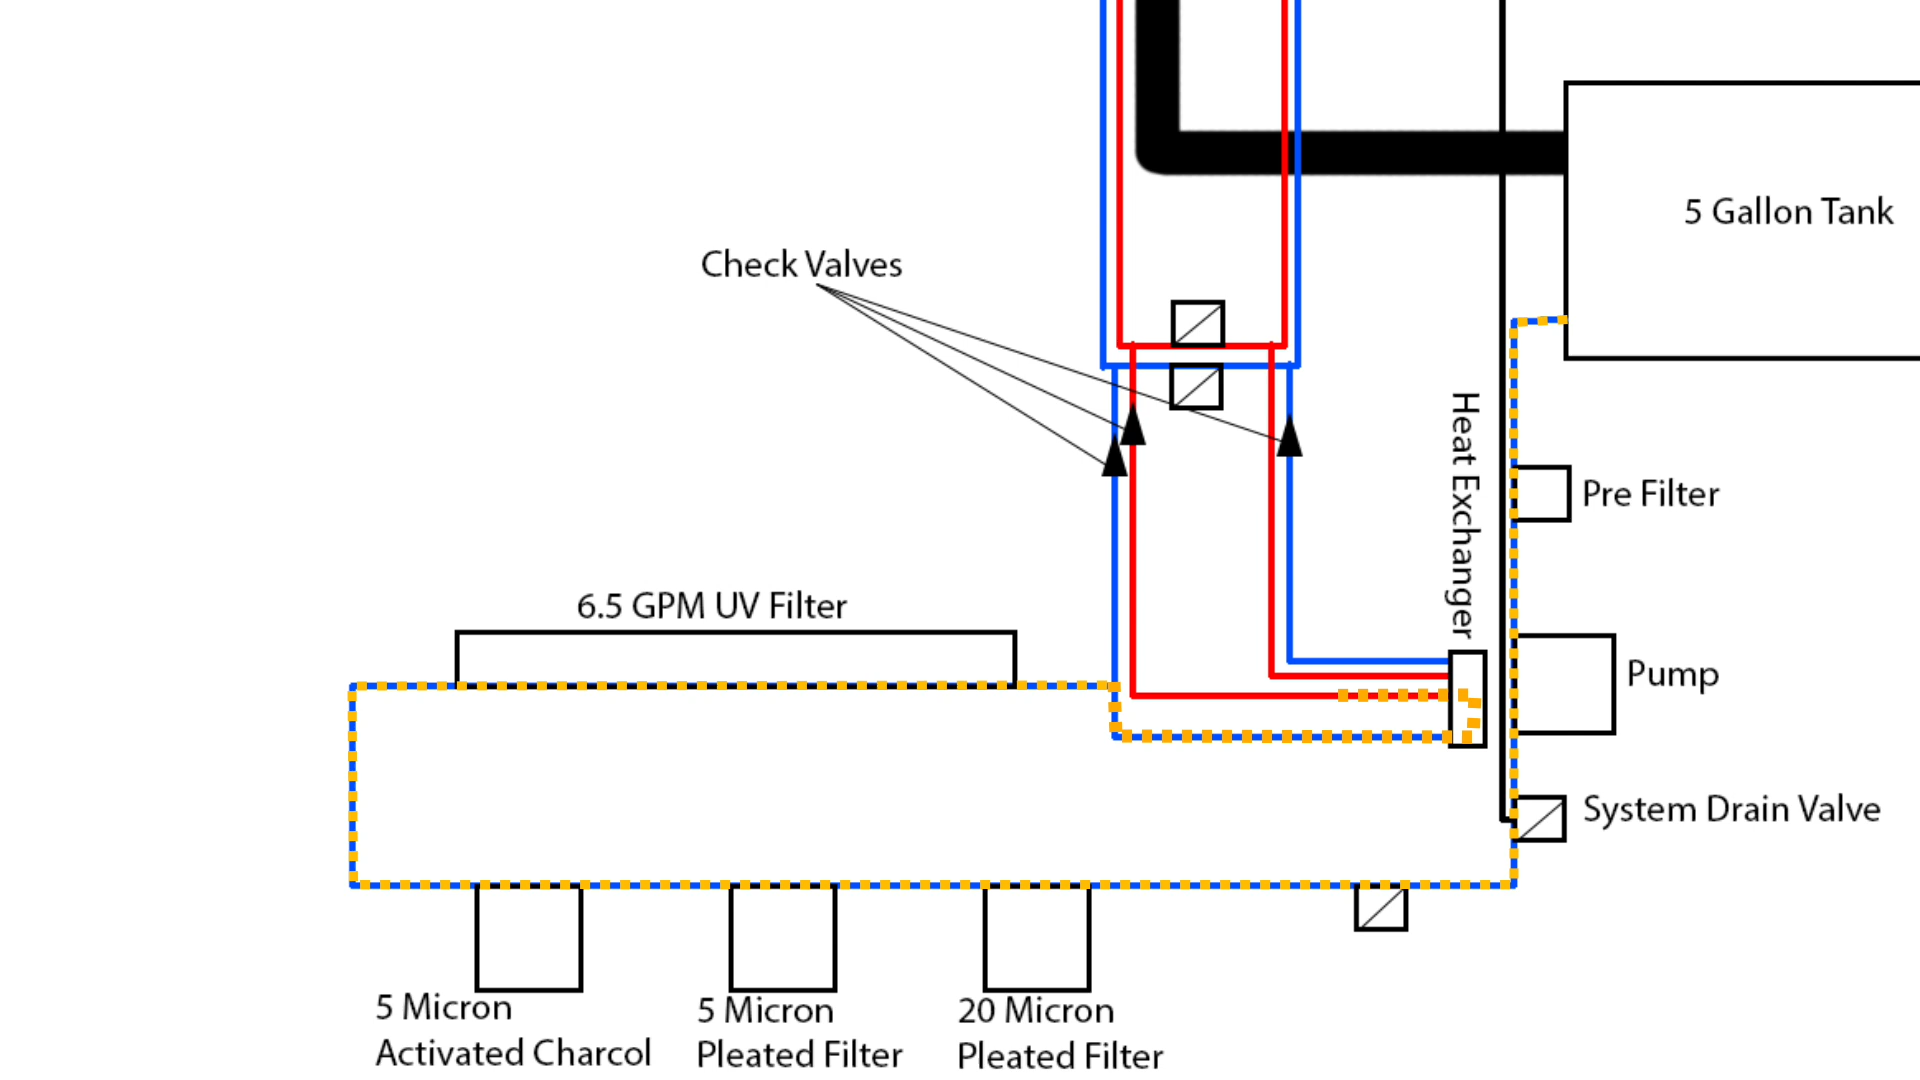 5 Gallon Tank
Check Valves
Heat Exchanger
Pre Filter
6.5 GPM UV Filter
Pump
System Drain Valve
5 Micron
Activated Charcol
5 Micron
Pleated Filter
20 Micron
Pleated Filter